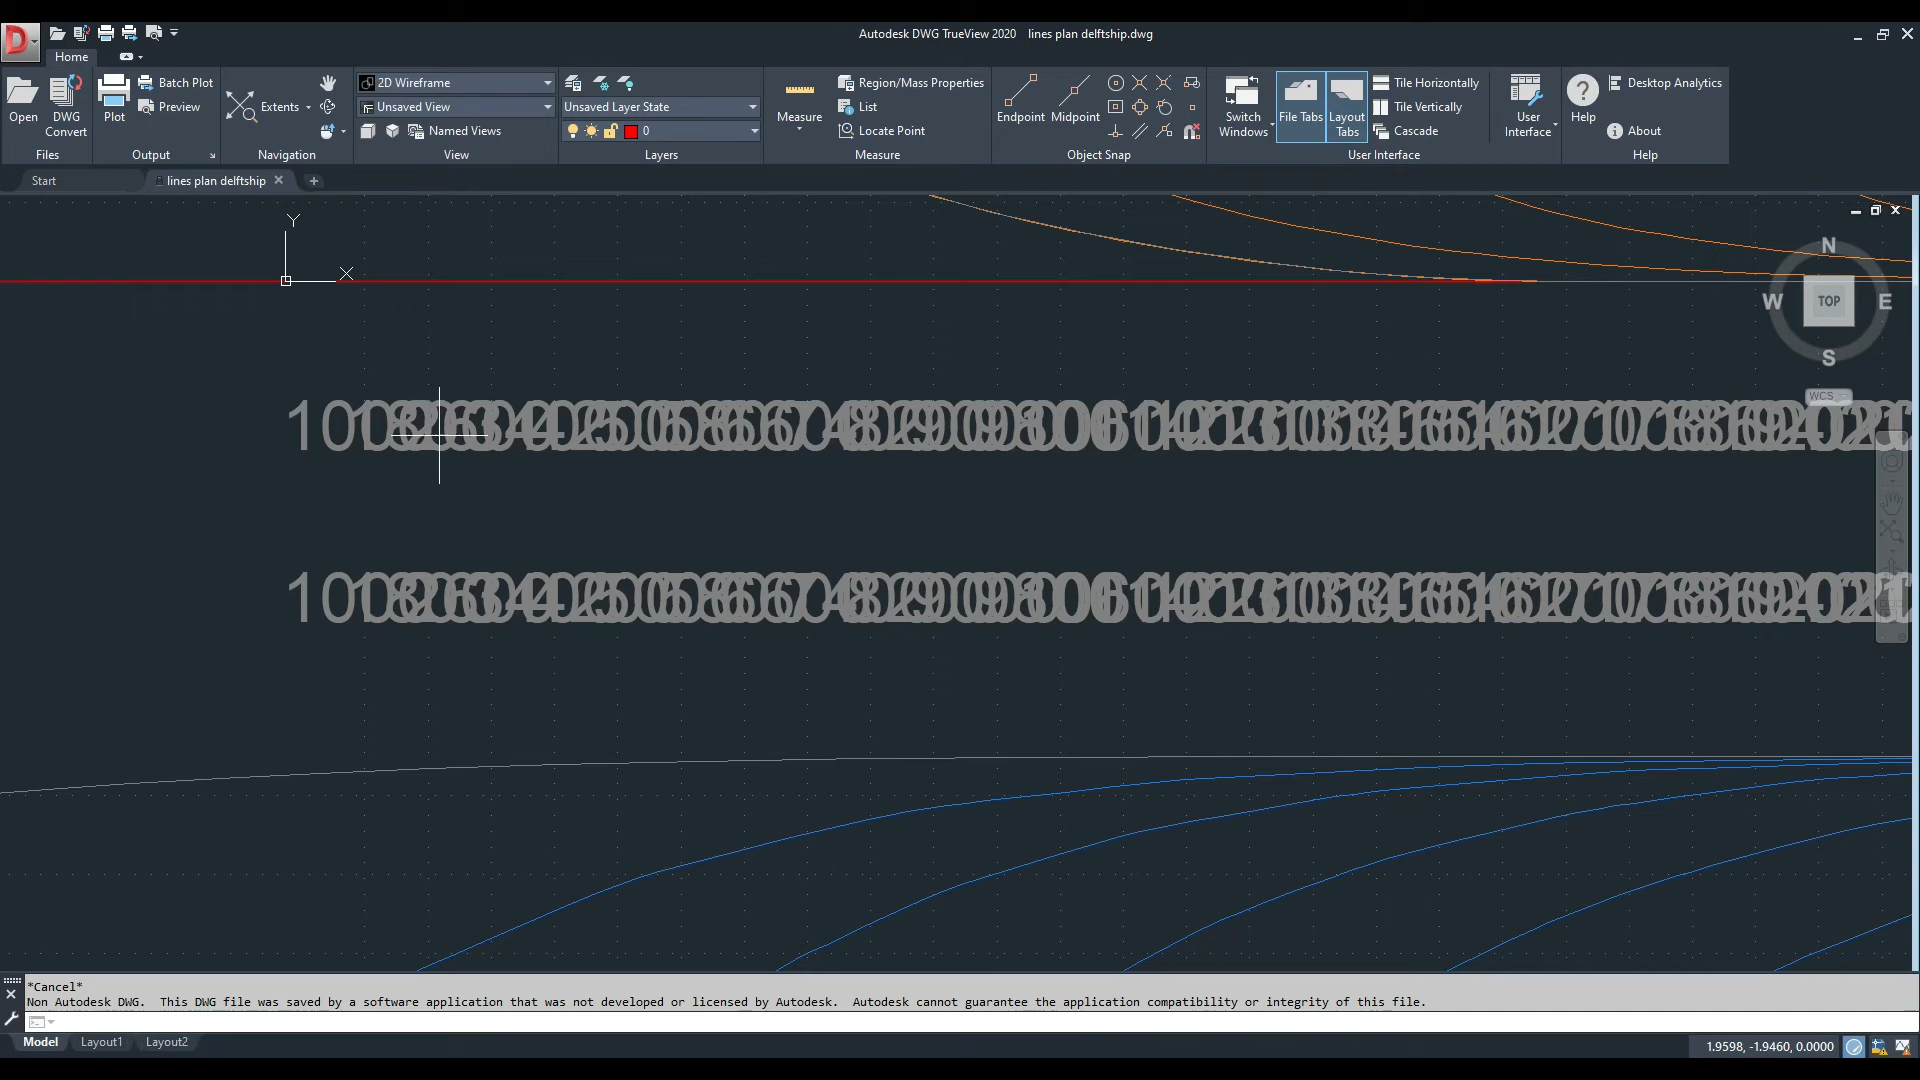 Autodesk DWG TrueView 2020 lines plan delftship.dwg
Home
Open
DWG Convert
Files
Plot
Batch Plot
Preview
Output
Extents
Navigation
2D Wireframe
Unsaved View
Named Views
View
Unsaved Layer State
0
Layers
Measure
Region/Mass Properties
List
Locate Point
Measure
Endpoint
Midpoint
Object Snap
Switch Windows
File Tabs
Layout Tabs
Tile Horizontally
Tile Vertically
Cascade
User Interface
User Interface
Help
Desktop Analytics
About
Help
Start
lines plan delftship
Y
X
N
W
TOP
E
S
WCS
*Cancel*
Non Autodesk DWG. This DWG file was saved by a software application that was not developed or licensed by Autodesk. Autodesk cannot guarantee the application compatibility or integrity of this file.
Model
Layout1
Layout2
1.9598, -1.9460, 0.0000